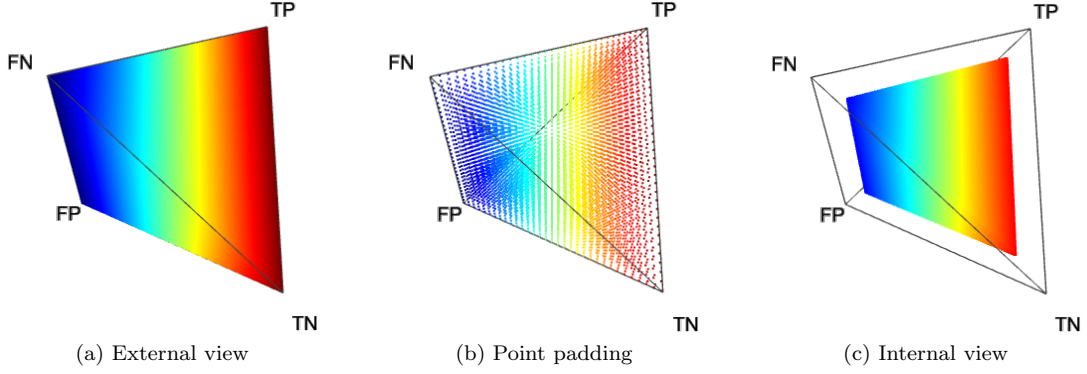 TP
FN
FP
TN
(a) External view
TP
FN
FP
TN
(b) Point padding
TP
FN
FP
TN
(c) Internal view